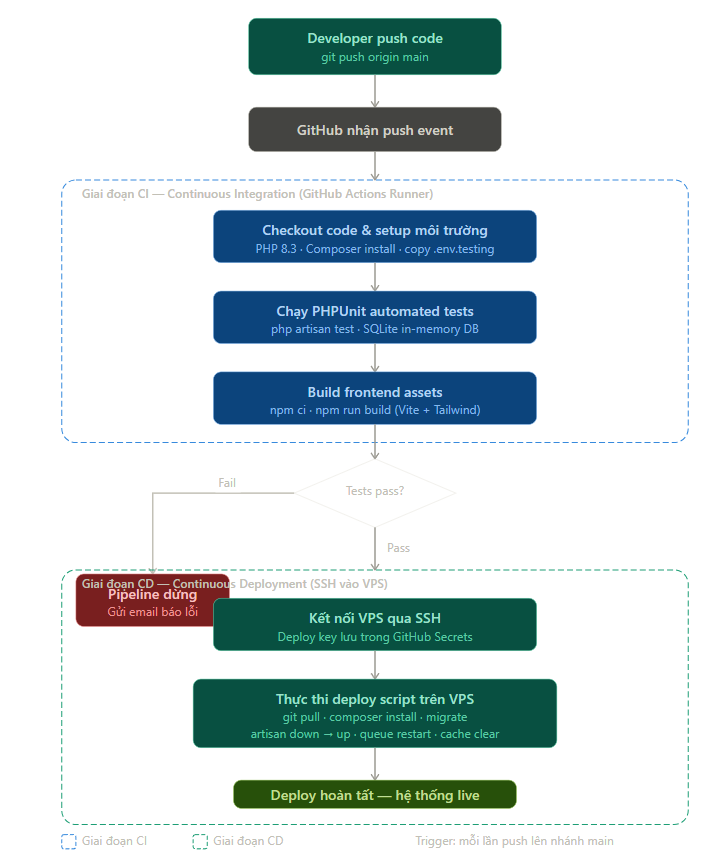 Developer push code
git push origin main
GitHub nhận push event
Giai đoạn CI — Continuous Integration (GitHub Actions Runner)
Checkout code & setup môi trường
PHP 8.3 · Composer install · copy .env.testing
Chạy PHPUnit automated tests
php artisan test · SQLite in-memory DB
Build frontend assets
npm ci · npm run build (Vite + Tailwind)
Tests pass?
Fail
Pass
Giai đoạn CD — Continuous Deployment (SSH vào VPS)
Pipeline dừng
Gửi email báo lỗi
Kết nối VPS qua SSH
Deploy key lưu trong GitHub Secrets
Thực thi deploy script trên VPS
git pull · composer install · migrate
artisan down → up · queue restart · cache clear
Deploy hoàn tất — hệ thống live
Giai đoạn CI
Giai đoạn CD
Trigger: mỗi lần push lên nhánh main